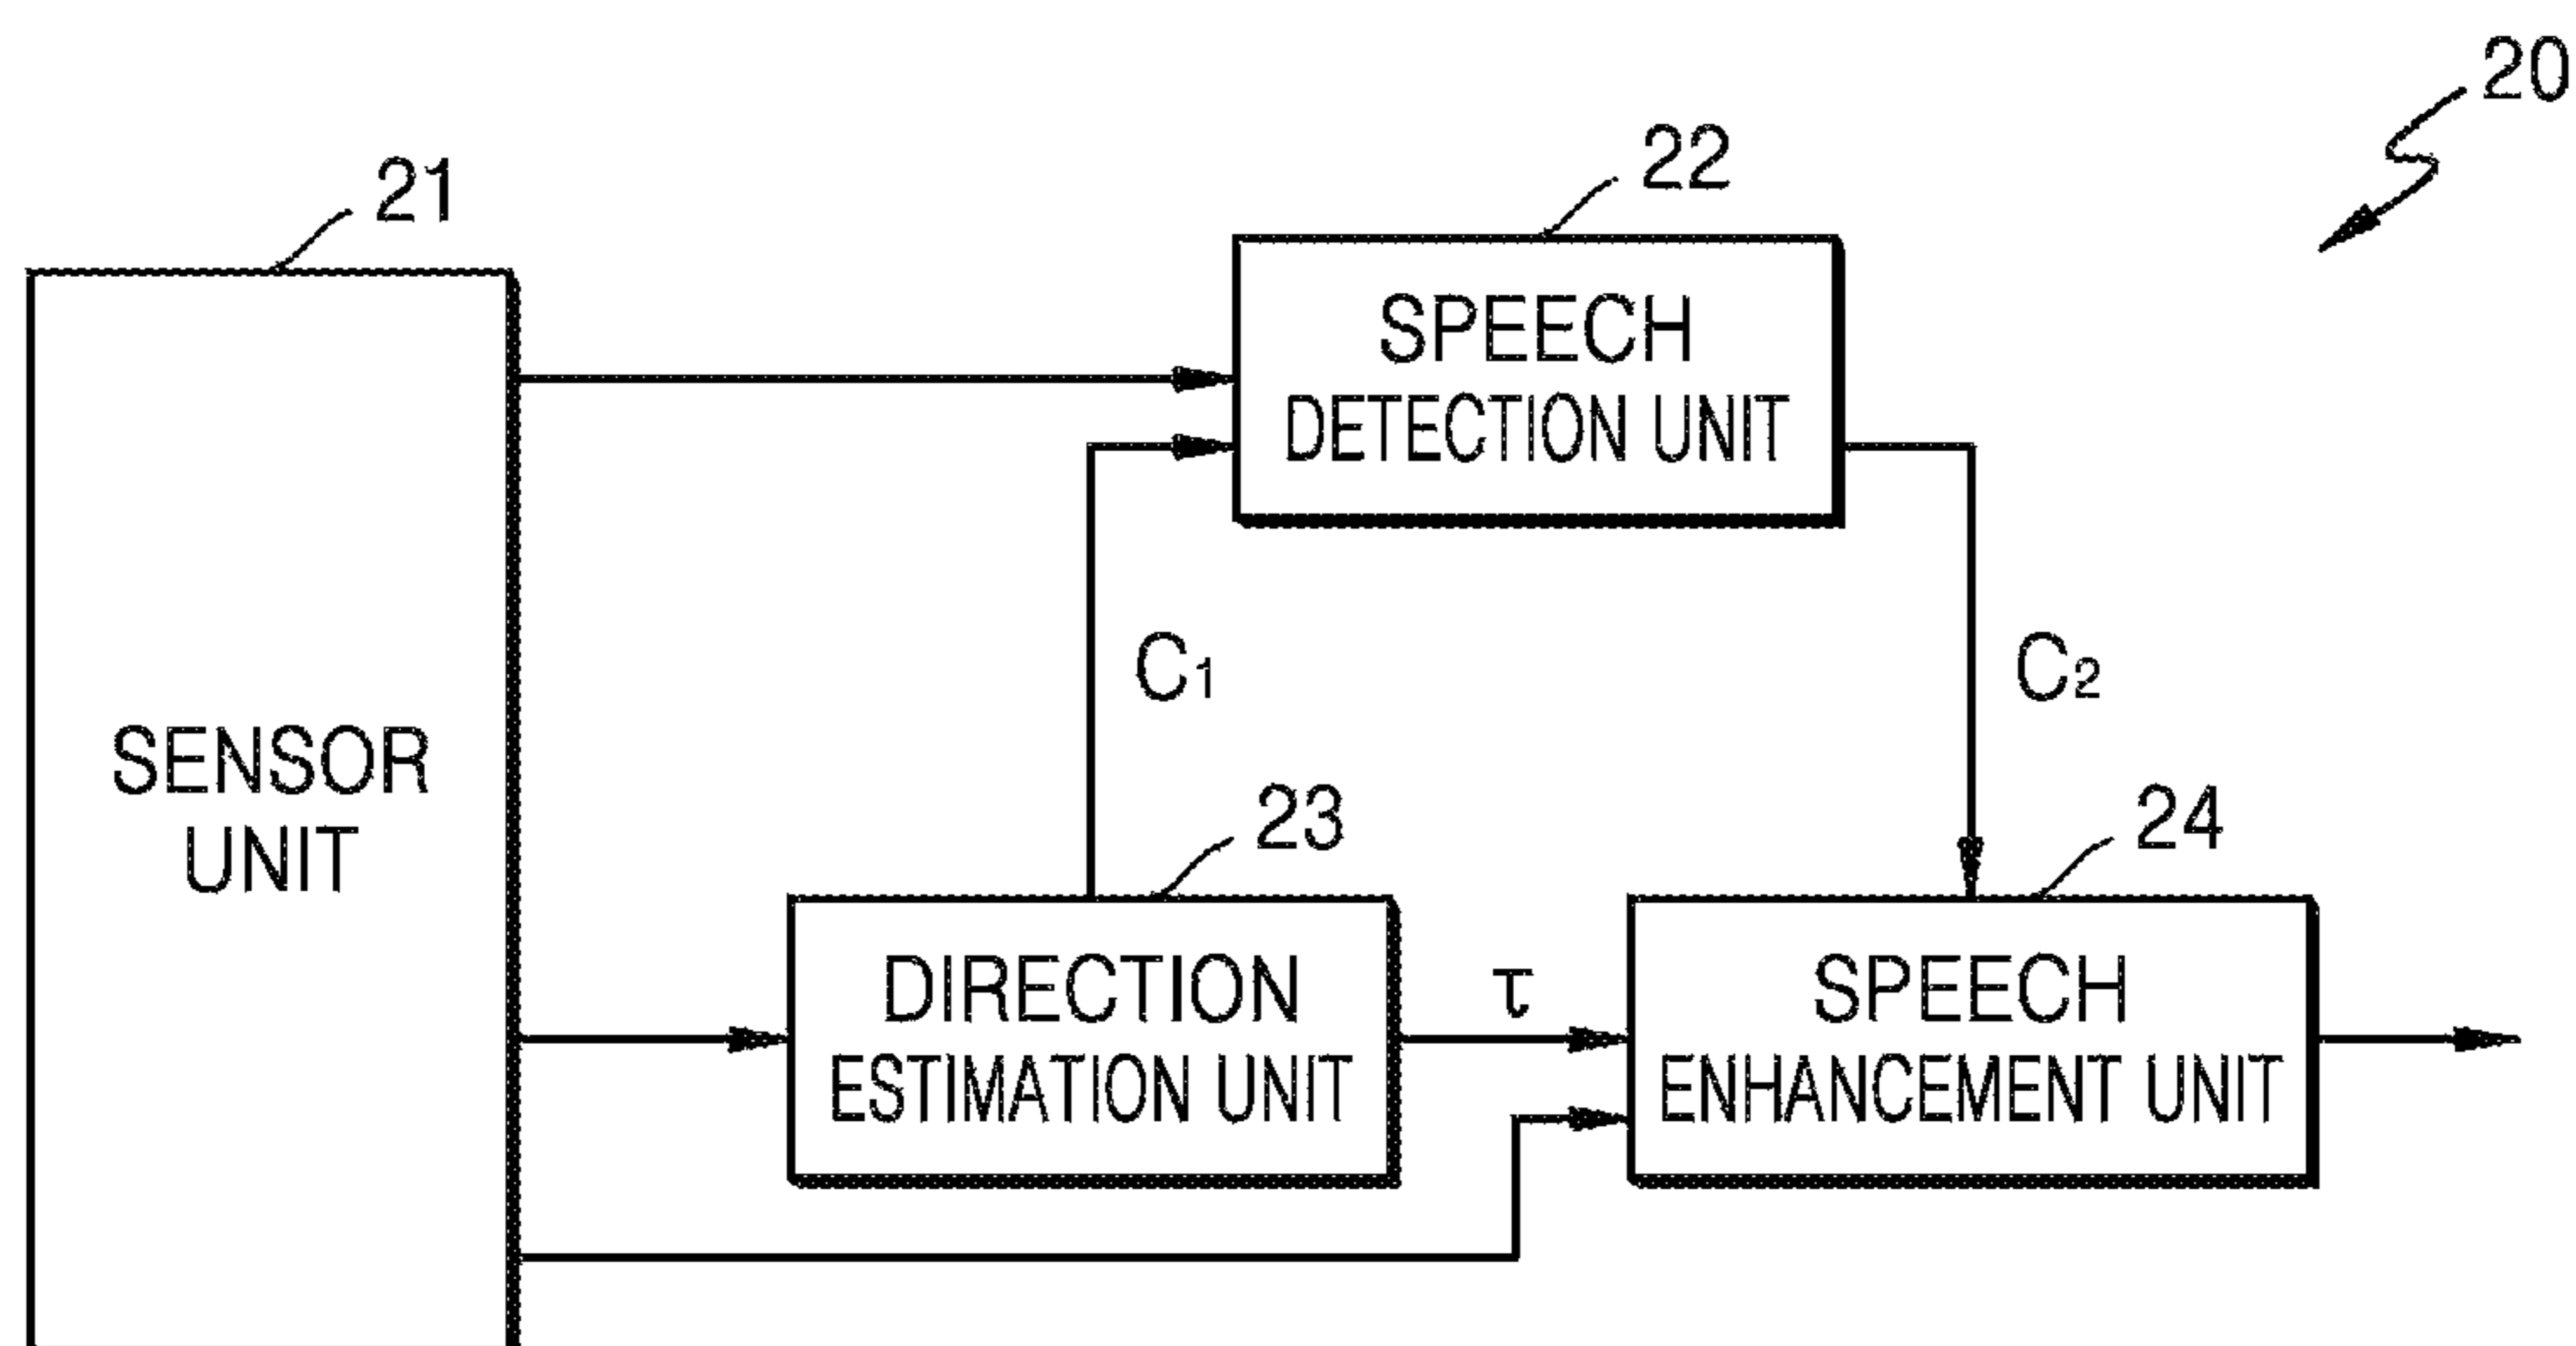 20
21
22
SPEECH
DETECTION UNIT
C1
C2
SENSOR
UNIT
23
24
DIRECTION
ESTIMATION UNIT
τ
SPEECH
ENHANCEMENT UNIT